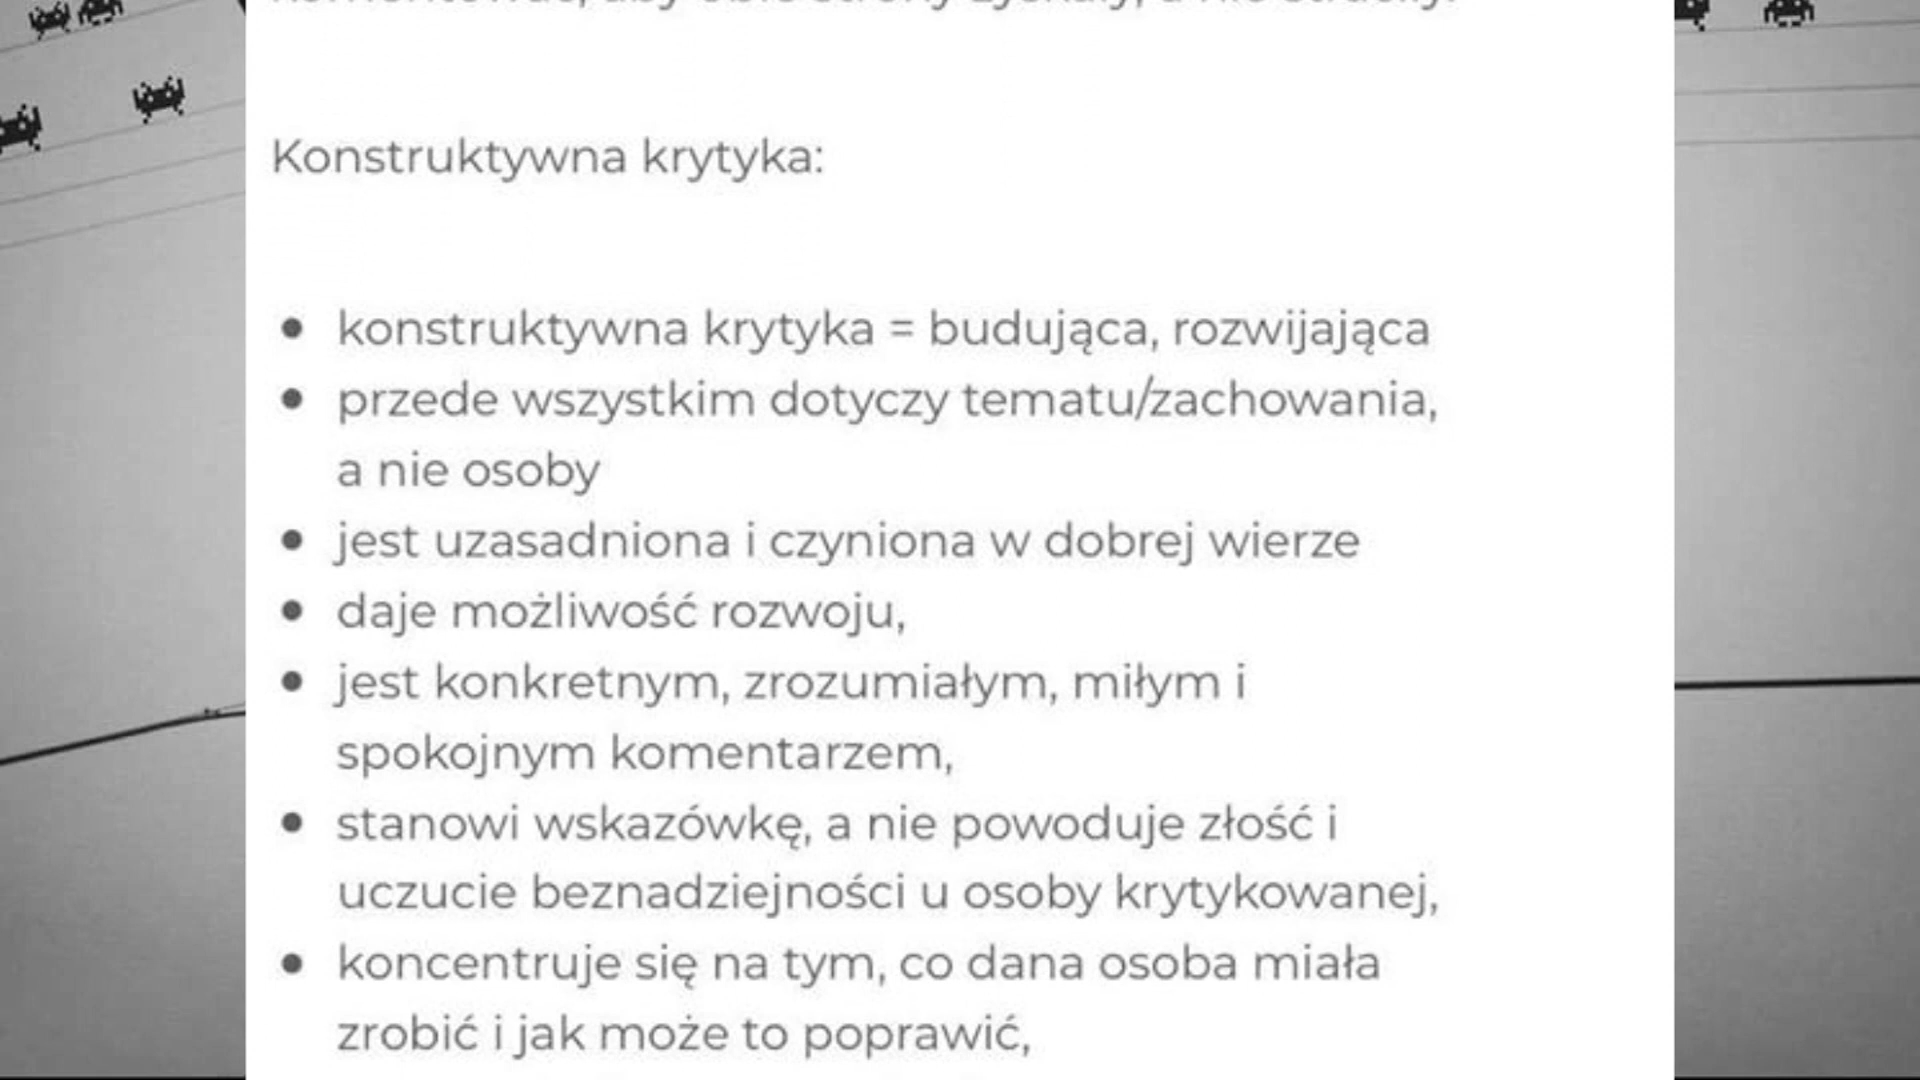 Konstruktywna krytyka:
● konstruktywna krytyka = budująca, rozwijająca
● przede wszystkim dotyczy tematu/zachowania,
a nie osoby
● jest uzasadniona i czyniona w dobrej wierze
● daje możliwość rozwoju,
● jest konkretnym, zrozumiałym, miłym i
spokojnym komentarzem,
● stanowi wskazówkę, a nie powoduje złość i
uczucie beznadziejności u osoby krytykowanej,
● koncentruje się na tym, co dana osoba miała
zrobić i jak może to poprawić,